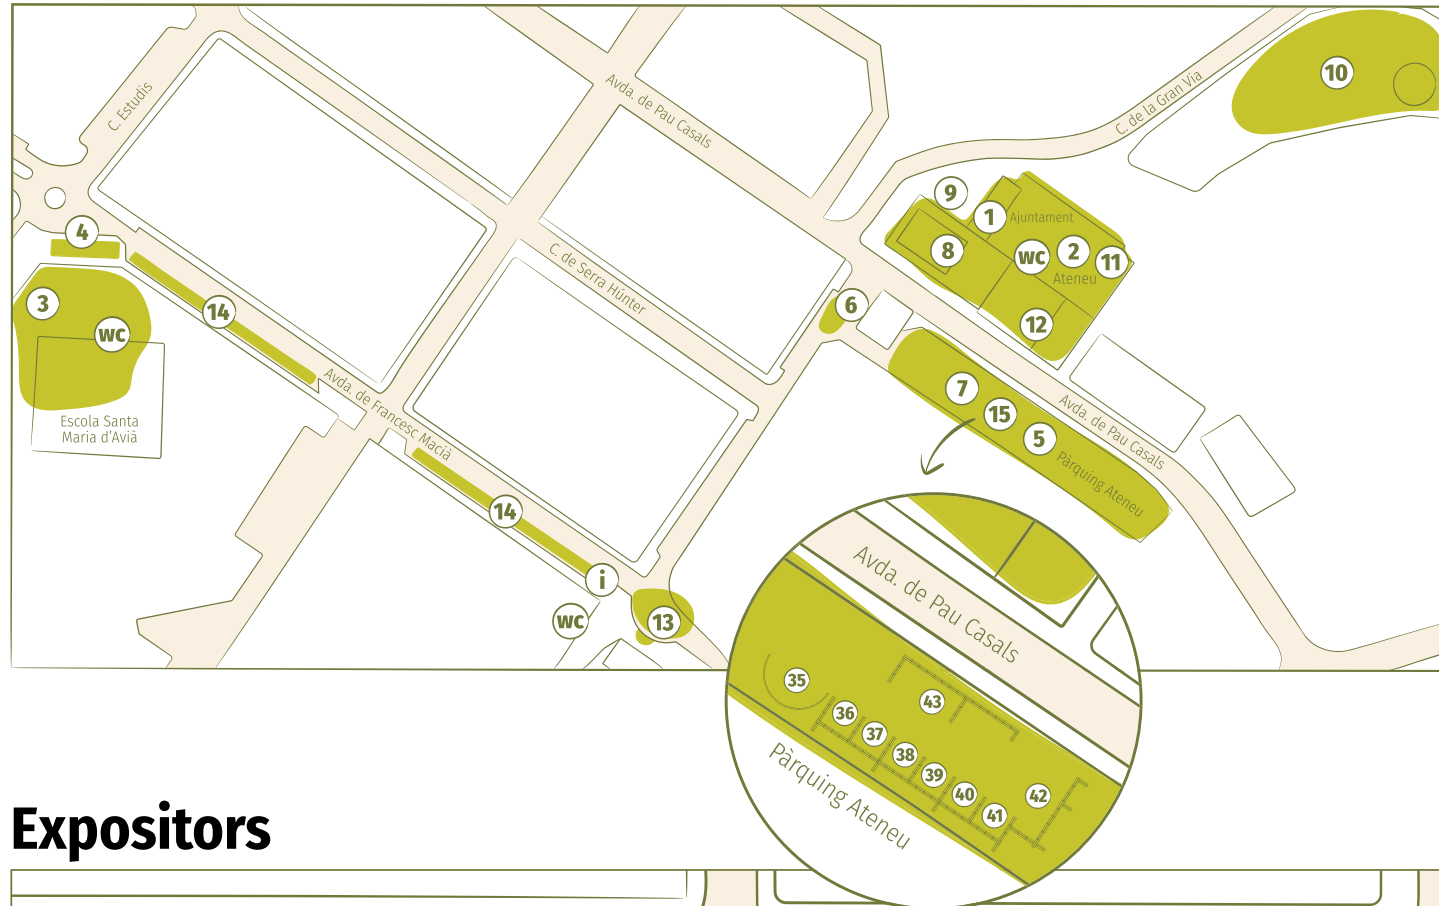 10
C. Estudis
Avda. de Pau Casals
C. de la Gran Via
9
1
Ajuntament
4
8
WC
2
11
Ateneu
C. de Serra Húnter
3
14
6
WC
12
7
Avda. de Francesc Macià
15
Avda. de Pau Casals
5
Escola Santa
Maria d'Avià
Pàrquing Ateneu
14
i
WC
13
Avda. de Pau Casals
35
43
36
37
38
39
40
42
41
Pàrquing Ateneu
Expositors